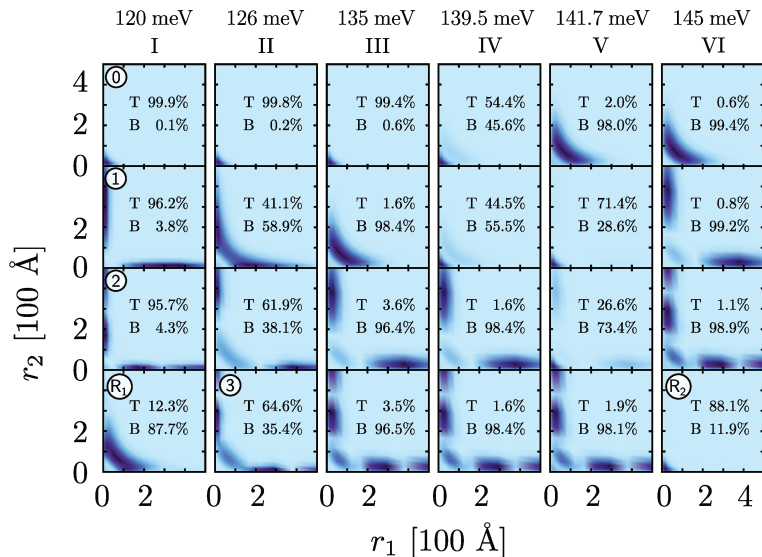 120 meV 126 meV 135 meV 139.5 meV 141.7 meV 145 meV
I II III IV V VI
4 0
T 99.9% T 99.8% T 99.4% T 54.4% T 2.0% T 0.6%
2 B 0.1% B 0.2% B 0.6% B 45.6% B 98.0% B 99.4%
0
1
T 96.2% T 41.1% T 1.6% T 44.5% T 71.4% T 0.8%
2 B 3.8% B 58.9% B 98.4% B 55.5% B 28.6% B 99.2%
0
2
T 95.7% T 61.9% T 3.6% T 1.6% T 26.6% T 1.1%
2 B 4.3% B 38.1% B 96.4% B 98.4% B 73.4% B 98.9%
0
R₁ 3 R₂
T 12.3% T 64.6% T 3.5% T 1.6% T 1.9% T 88.1%
2 B 87.7% B 35.4% B 96.5% B 98.4% B 98.1% B 11.9%
0
0 2 0 2 0 2 0 2 0 2 0 2 4
r₂ [100 Å]
r₁ [100 Å]